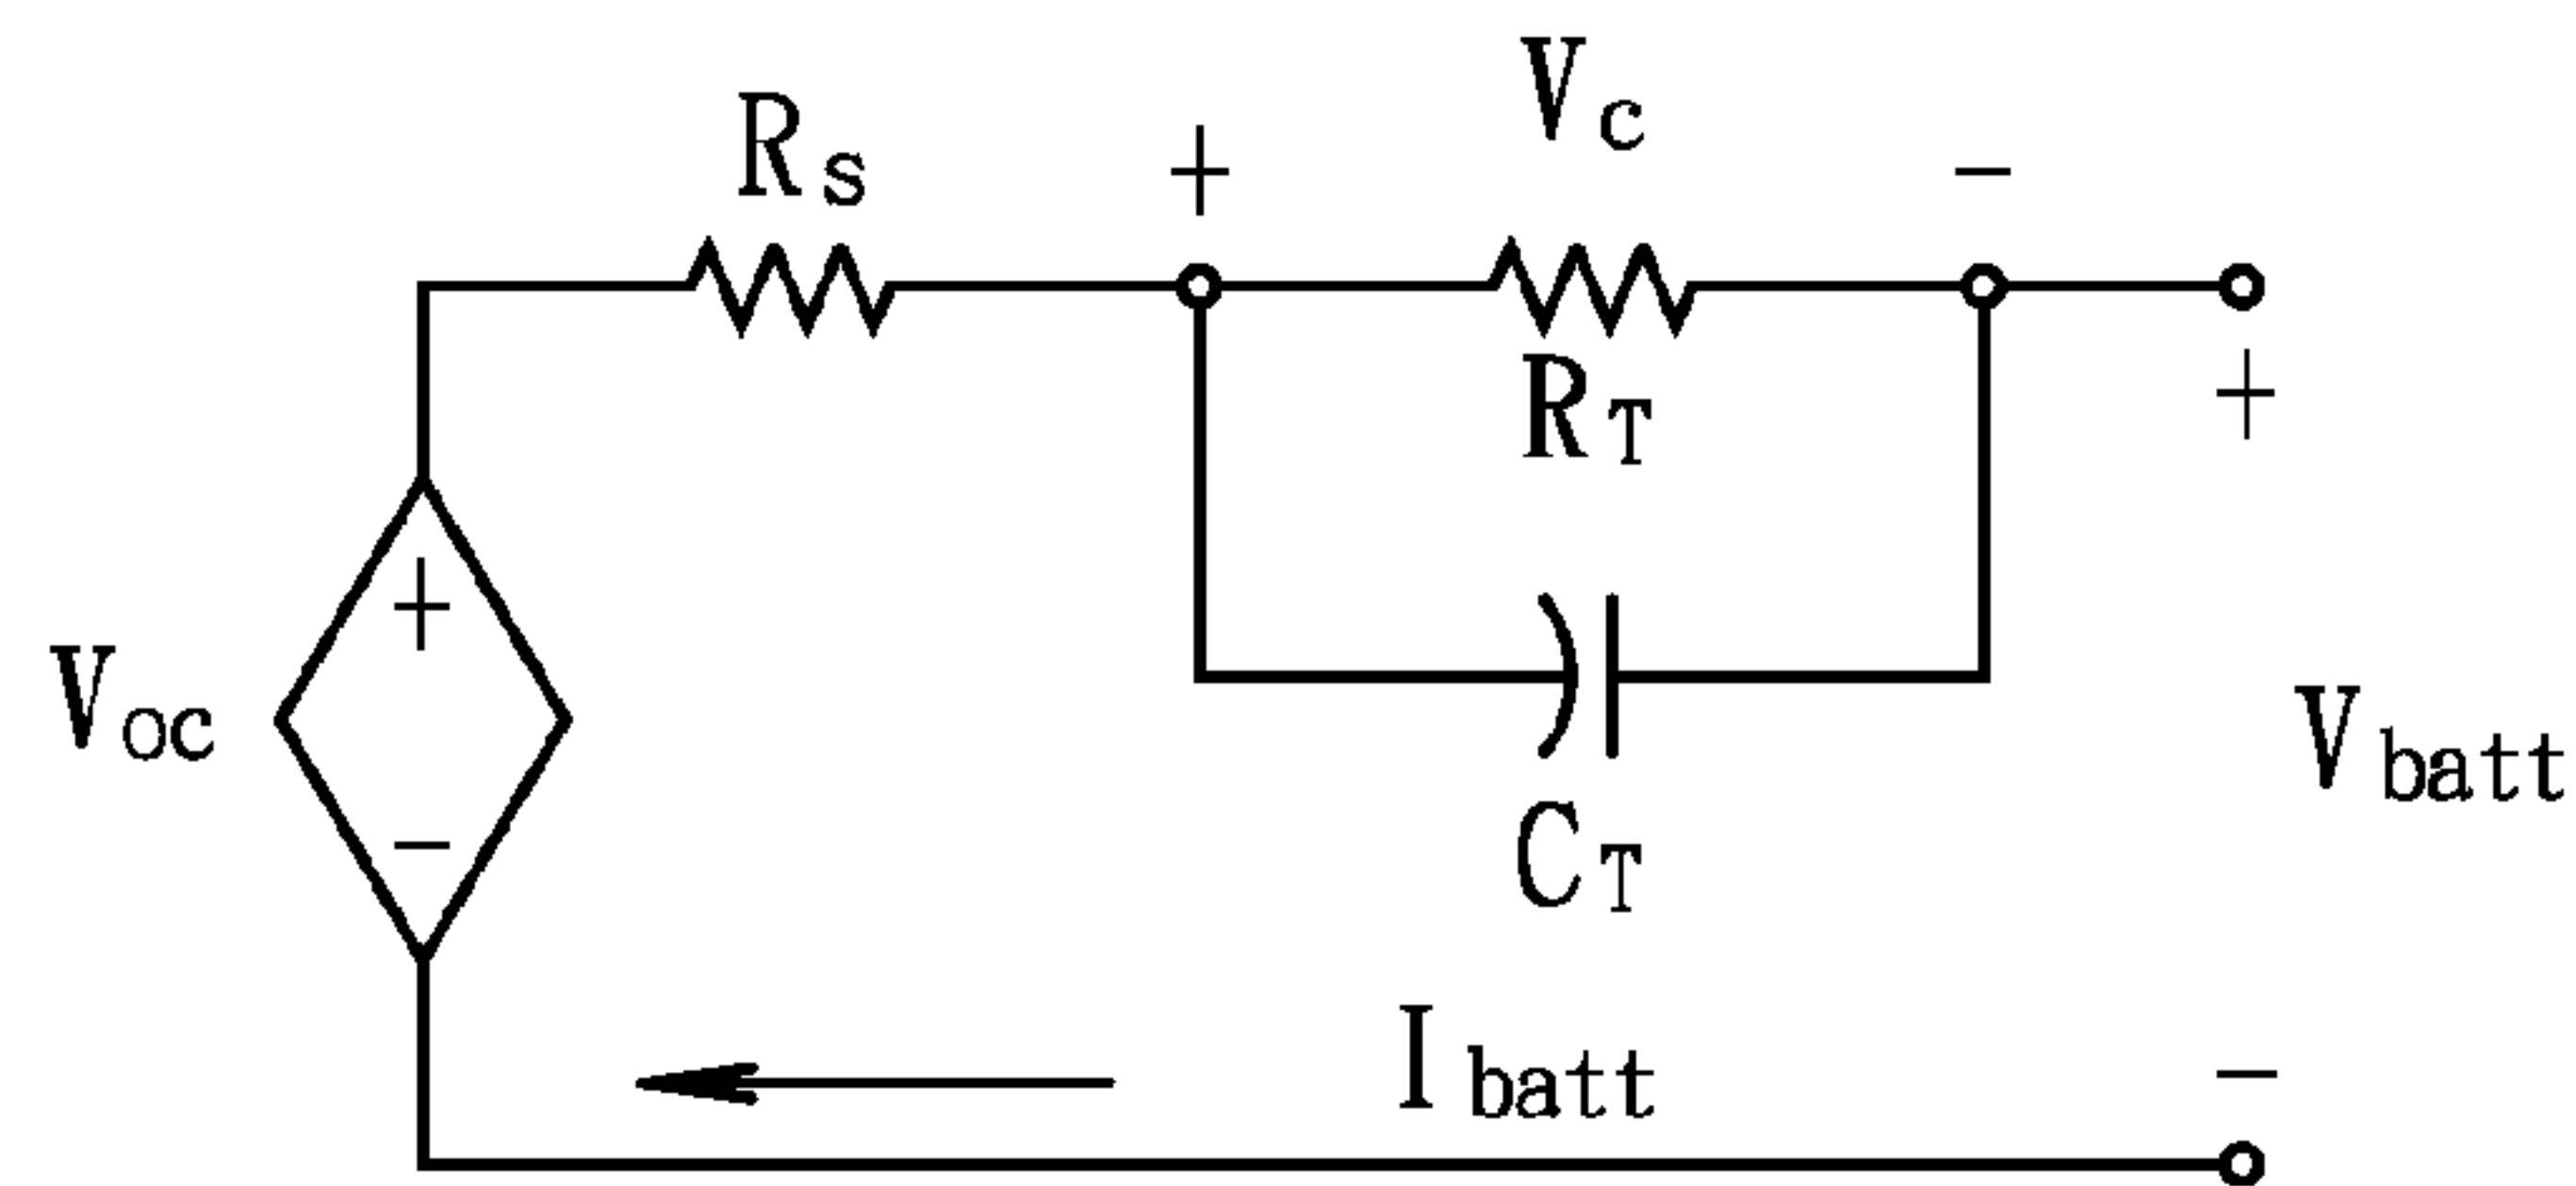 Vc
Rs
+
-
RT
+
+
Voc
-
CT
Vbatt
Ibatt
-